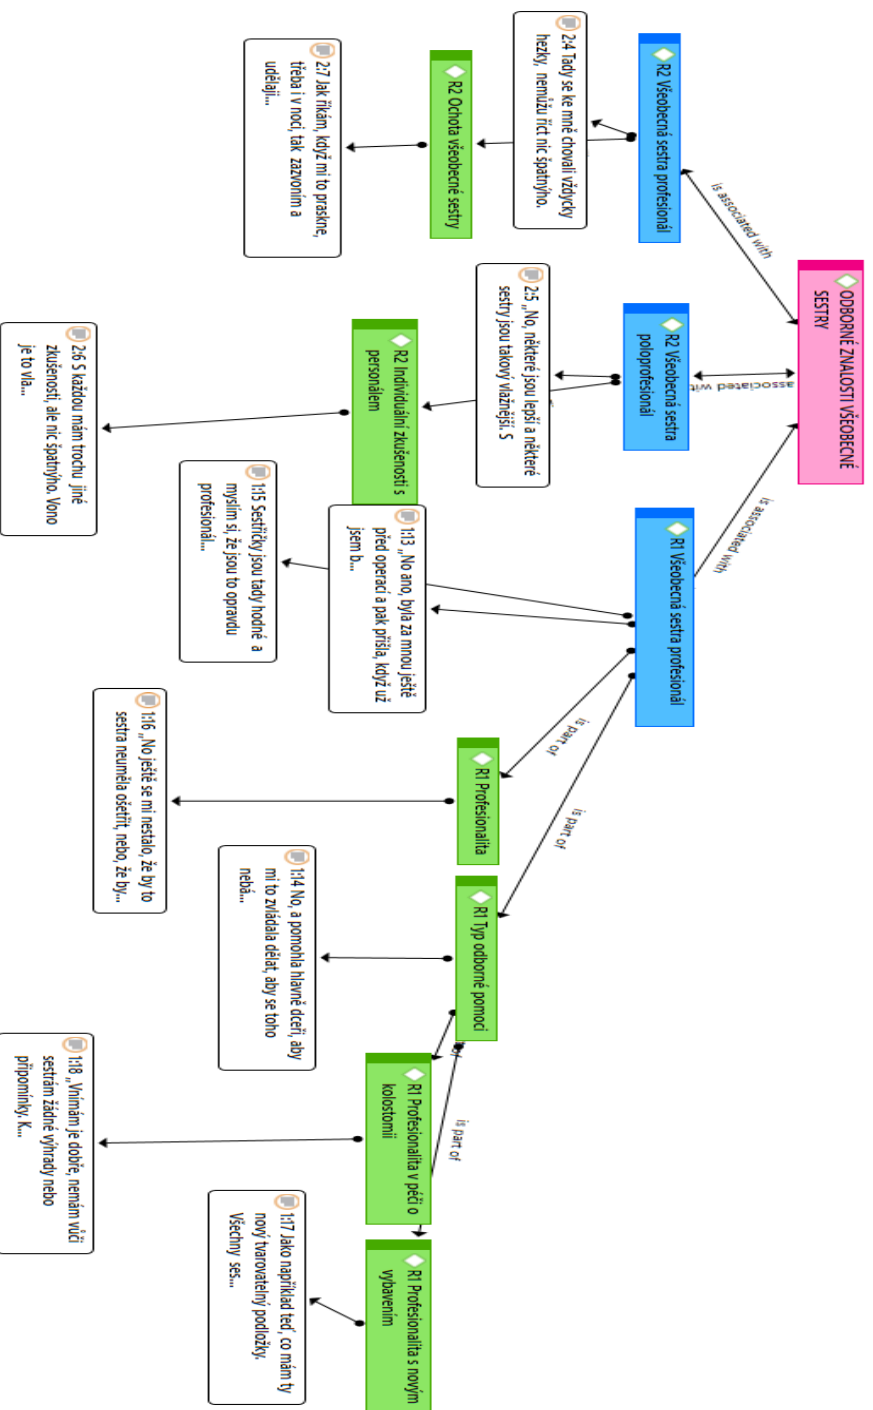 ODBORNÉ ZNALOSTI VŠEOBECNÉ
SESTRY
is associated with
associated wit
is associated with
R2 Všeobecná sestra profesionál
R2 Všeobecná sestra
poloprofesionál
R1 Všeobecná sestra profesionál
2:4 Tady se ke mně chovali vždycky
hezky, nemůžu říct nic špatnýho.
R2 Ochota všeobecné sestry
2:7 Jak říkám, když mi to praskne,
třeba i v noci, tak zazvoním a
udělají...
2:5 „No, některé jsou lepší a některé
sestry jsou takový vlažnější. S
R2 Individuální zkušenosti s
personálem
2:6 S každou mám trochu jiné
zkušenosti, ale nic špatnýho. Vono
je to vla...
1:13 „No ano, byla za mnou ještě
před operací a pak přišla, když už
jsem b...
1:15 Sestřičky jsou tady hodné a
myslím si, že jsou to opravdu
profesionál...
is part of
is part of
R1 Profesionalita
1:16 „No ještě se mi nestalo, že by to
sestra neuměla ošetřit, nebo, že by...
R1 Typ odborné pomoci
1:14 No, a pomohla hlavně dceři, aby
mi to zvládala dělat, aby se toho
nebá...
is part of
R1 Profesionalita v péči o
kolostomii
1:18 „Vnímám je dobře, nemám vůči
sestrám žádné výhrady nebo
připomínky. K...
R1 Profesionalita s novým
vybavením
1:17 Jako například teď, co mám ty
nový tvarovatelný podložky.
Všechny ses...